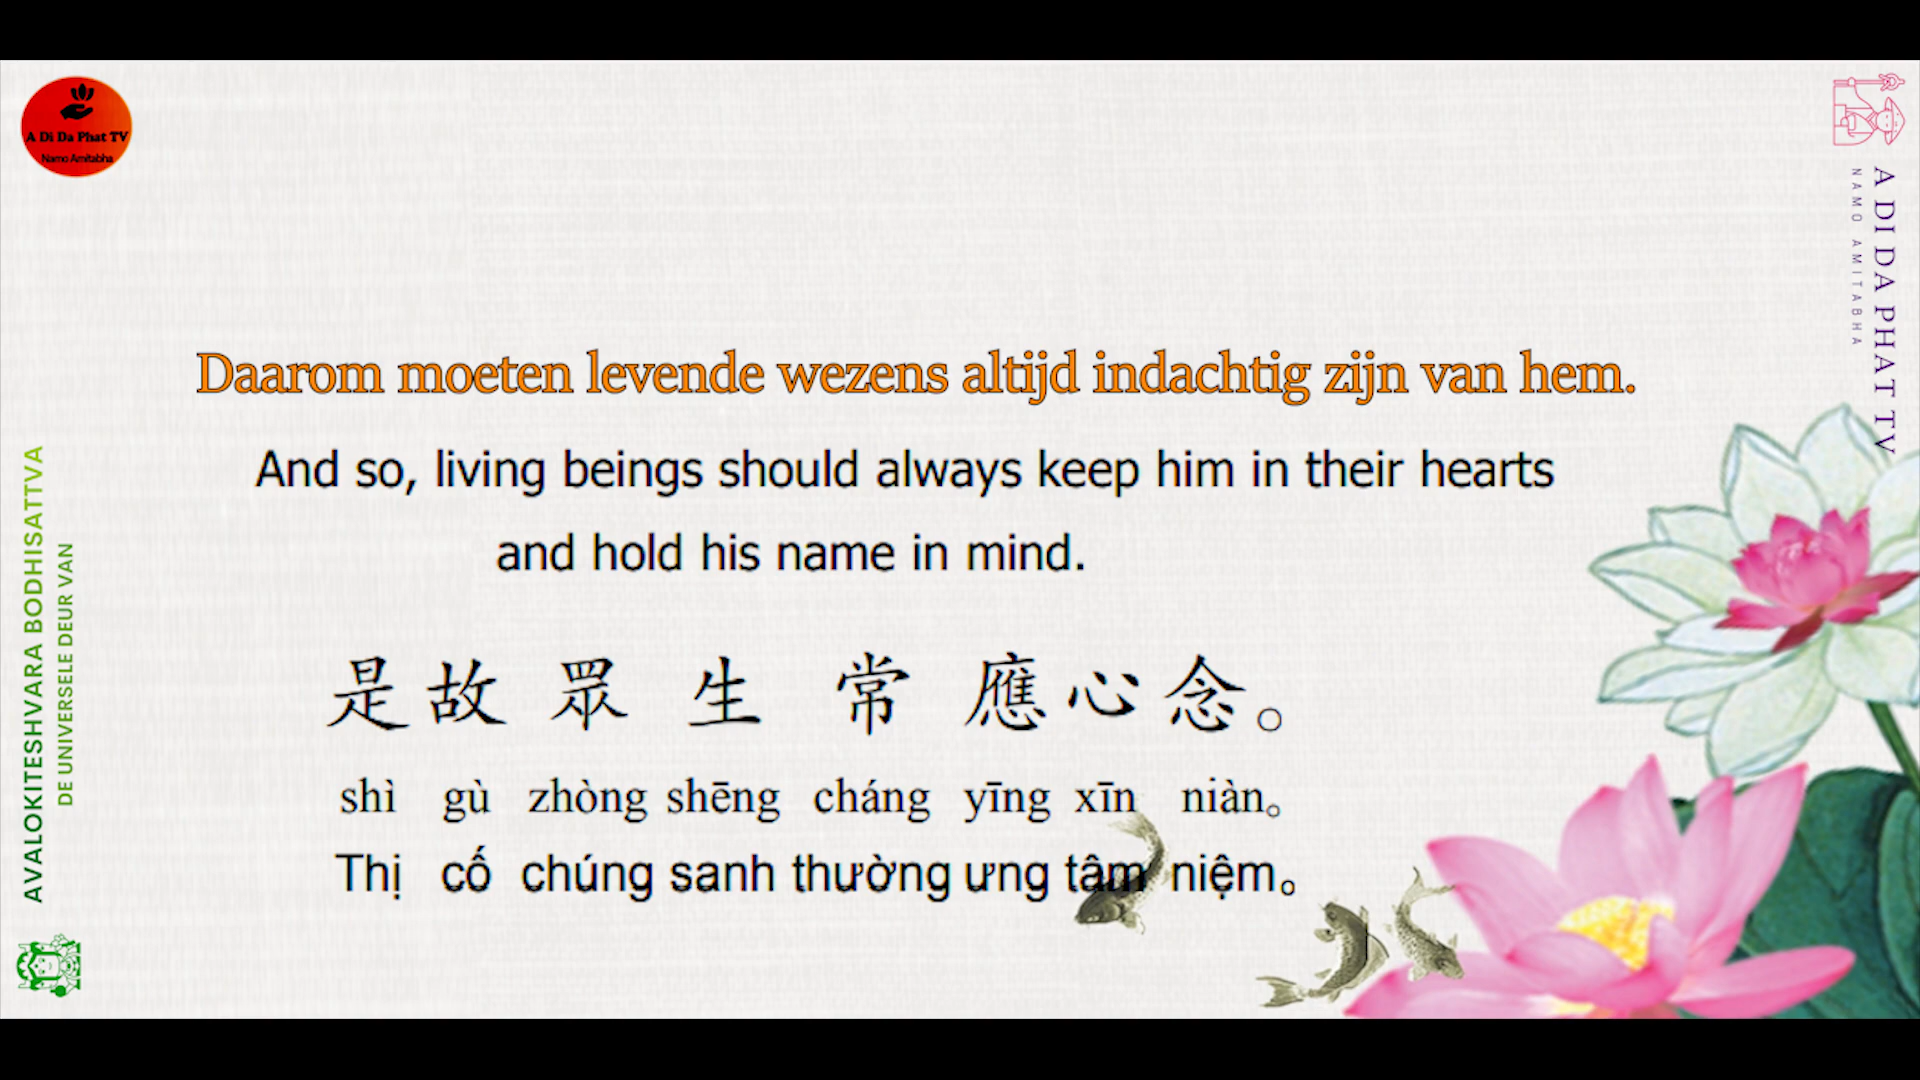 A Di Da Phat TV
Namo Amitabha
A DI DA PHAT TV
NAMO AMITABHA
Daarom moeten levende wezens altijd indachtig zijn van hem.
And so, living beings should always keep him in their hearts
and hold his name in mind.
是故眾生常應心念。
shì gù zhòng shēng cháng yīng xīn niàn。
Thị cố chúng sanh thường ưng tâm niệm。
AVALOKITESHVARA BODHISATTVA
DE UNIVERSELE DEUR VAN